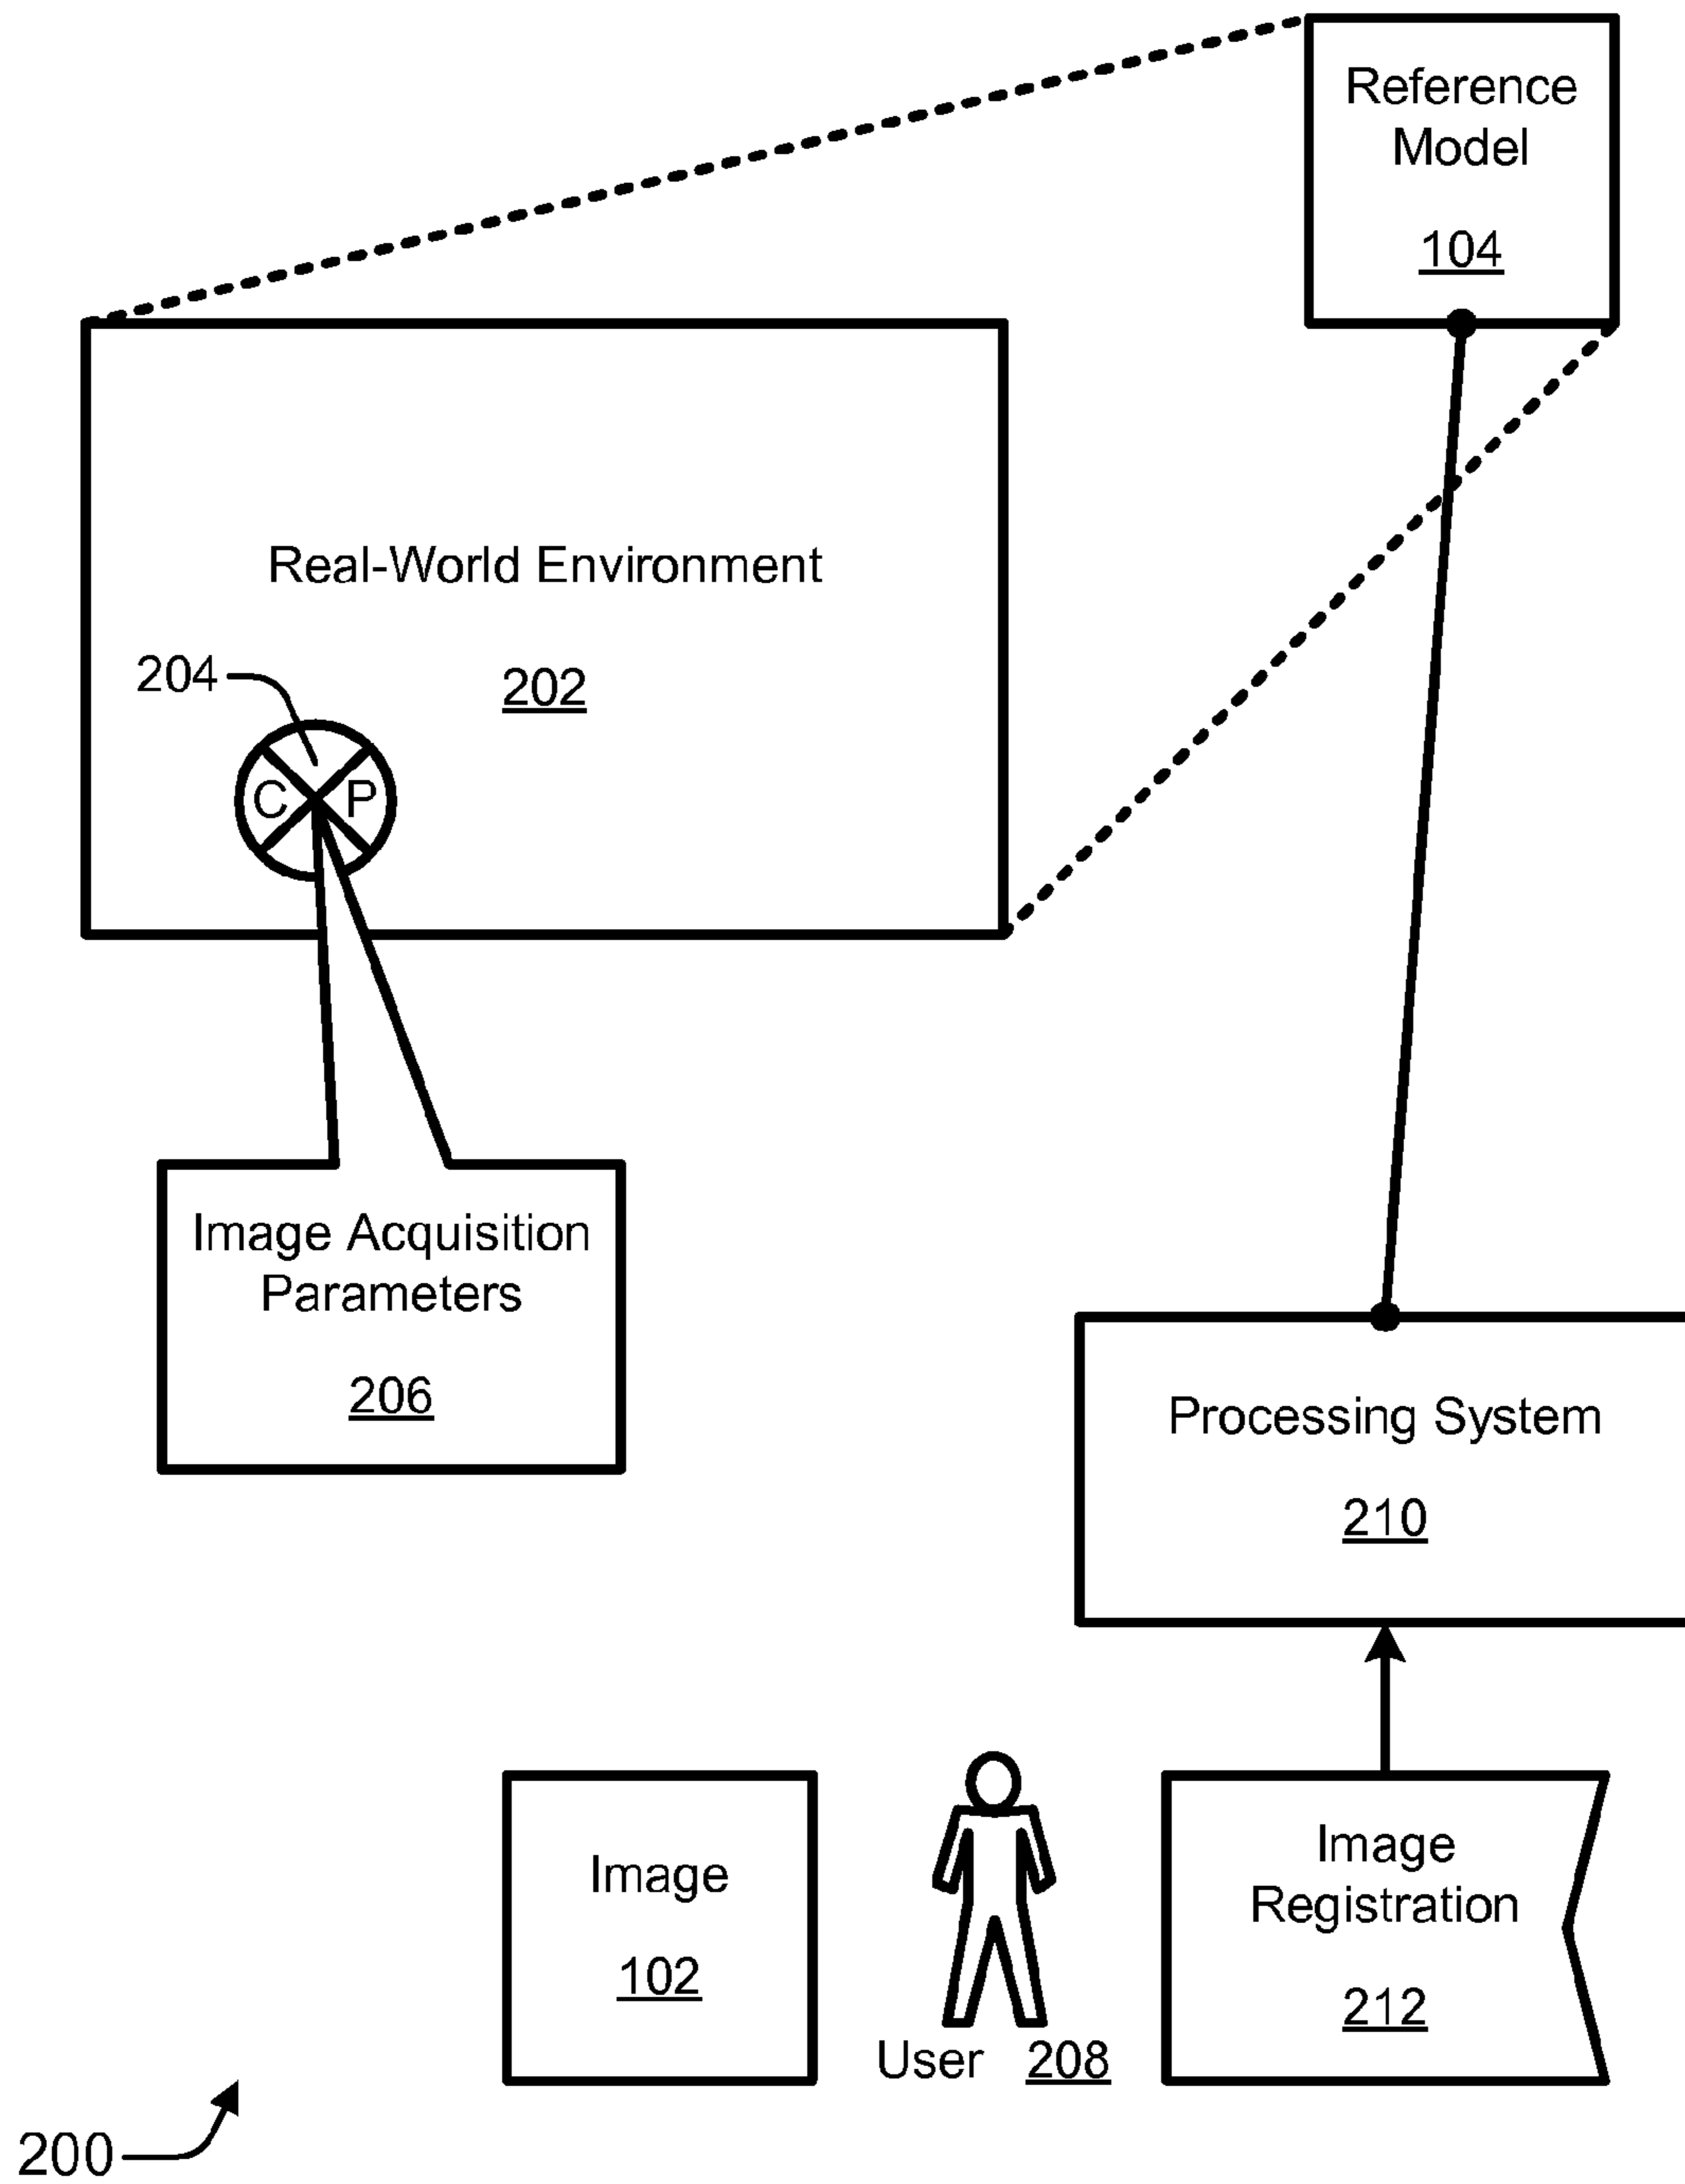 Reference
Model
104
Real-World Environment
204
202
C P
Image Acquisition
Parameters
206
Processing System
210
Image
102
User 208
Image
Registration
212
200